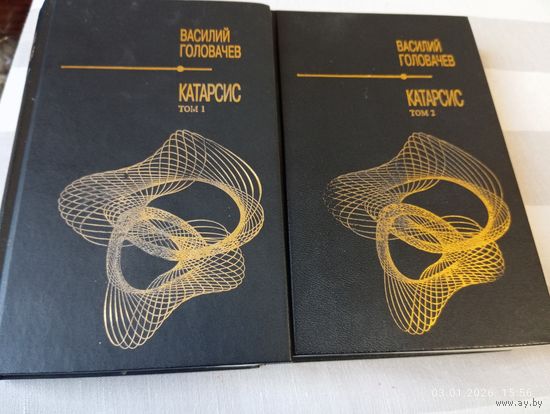 ВАСИЛИЙ
ГОЛОВАЧЕВ
КАТАРСИС
ТОМ 1
ВАСИЛИЙ
ГОЛОВАЧЕВ
КАТАРСИС
ТОМ 2
03.01.2026 15:56
www.ay.by